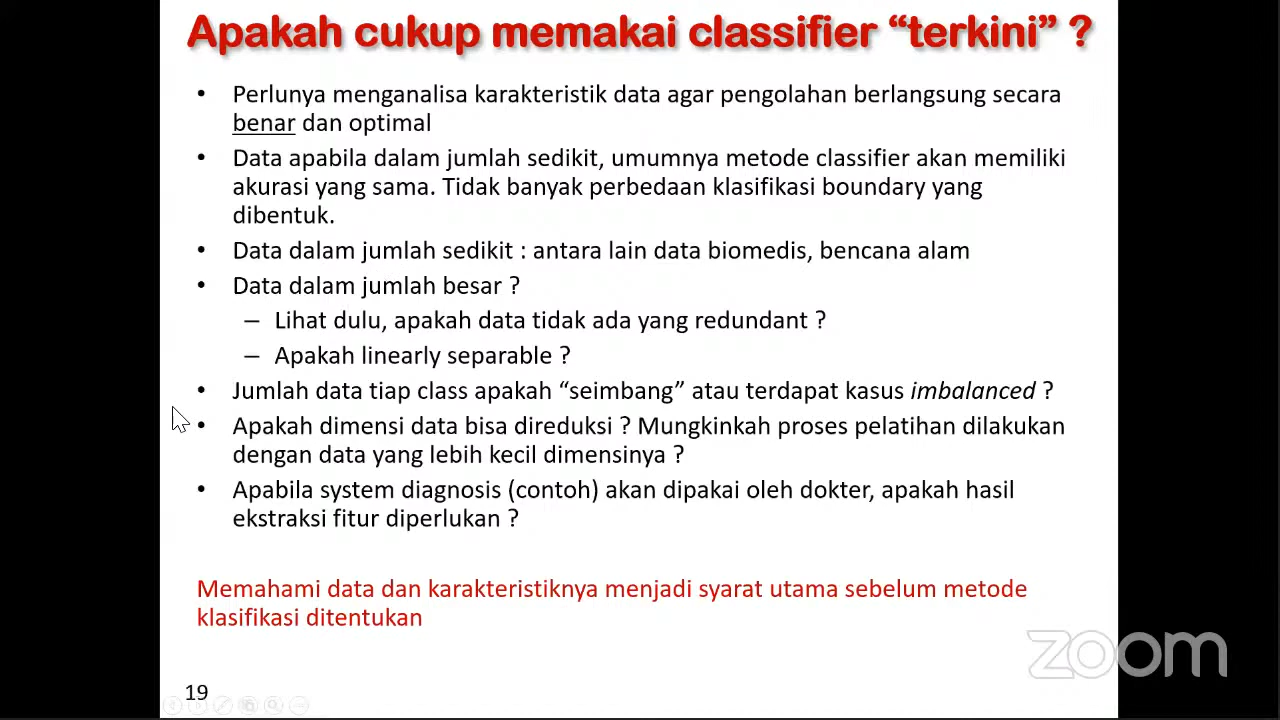 Apakah cukup memakai classifier “terkini” ?
• Perlunya menganalisa karakteristik data agar pengolahan berlangsung secara
benar dan optimal
• Data apabila dalam jumlah sedikit, umumnya metode classifier akan memiliki
akurasi yang sama. Tidak banyak perbedaan klasifikasi boundary yang
dibentuk.
• Data dalam jumlah sedikit : antara lain data biomedis, bencana alam
• Data dalam jumlah besar ?
– Lihat dulu, apakah data tidak ada yang redundant ?
– Apakah linearly separable ?
• Jumlah data tiap class apakah “seimbang” atau terdapat kasus imbalanced ?
• Apakah dimensi data bisa direduksi ? Mungkinkah proses pelatihan dilakukan
dengan data yang lebih kecil dimensinya ?
• Apabila system diagnosis (contoh) akan dipakai oleh dokter, apakah hasil
ekstraksi fitur diperlukan ?
Memahami data dan karakteristiknya menjadi syarat utama sebelum metode
klasifikasi ditentukan
zoom
19